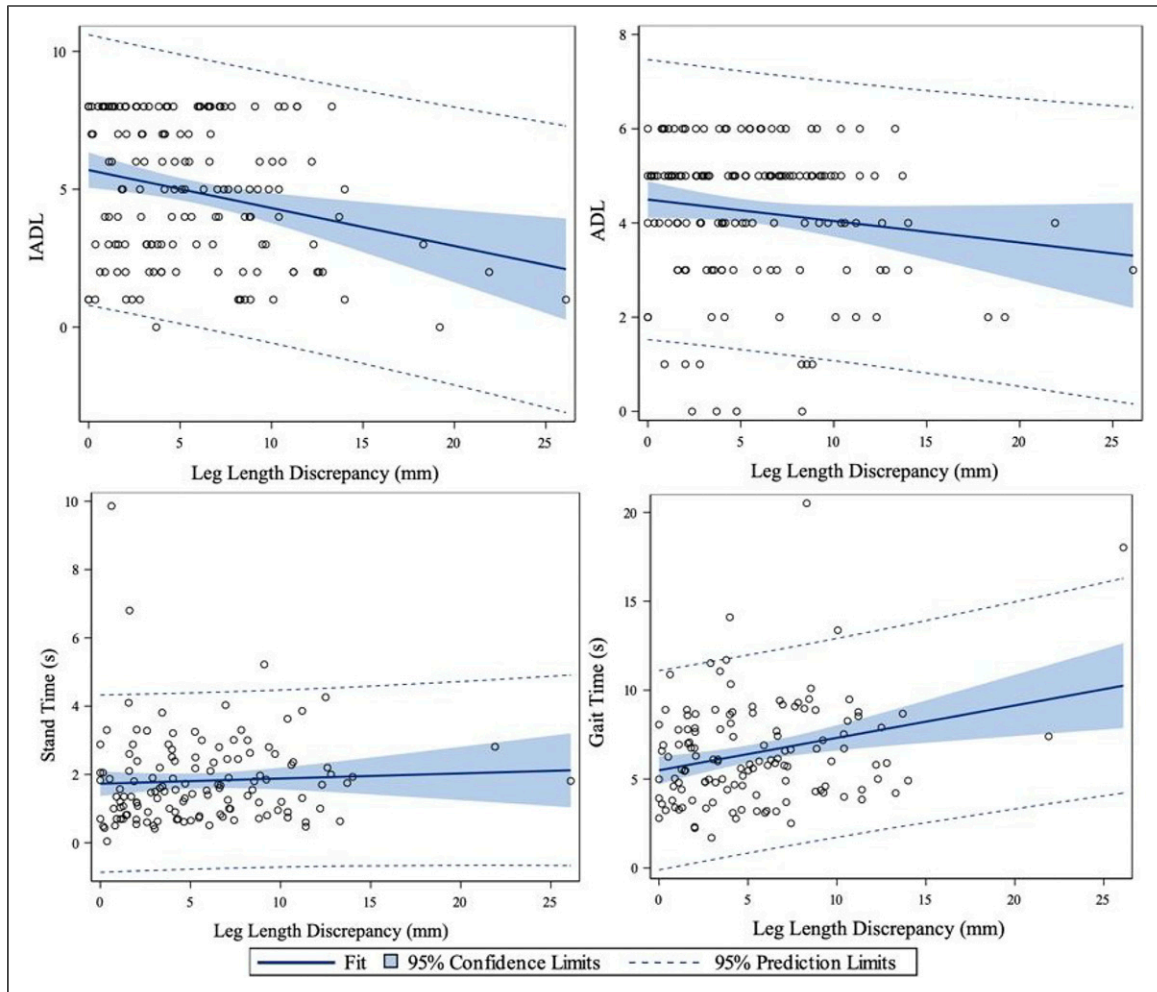 10
5
0
IADL
0 5 10 15 20 25
Leg Length Discrepancy (mm)
8
6
4
2
0
ADL
0 5 10 15 20 25
Leg Length Discrepancy (mm)
10
8
6
4
2
0
Stand Time (s)
0 5 10 15 20 25
Leg Length Discrepancy (mm)
20
15
10
5
0
Gait Time (s)
0 5 10 15 20 25
Leg Length Discrepancy (mm)
Fit 95% Confidence Limits 95% Prediction Limits